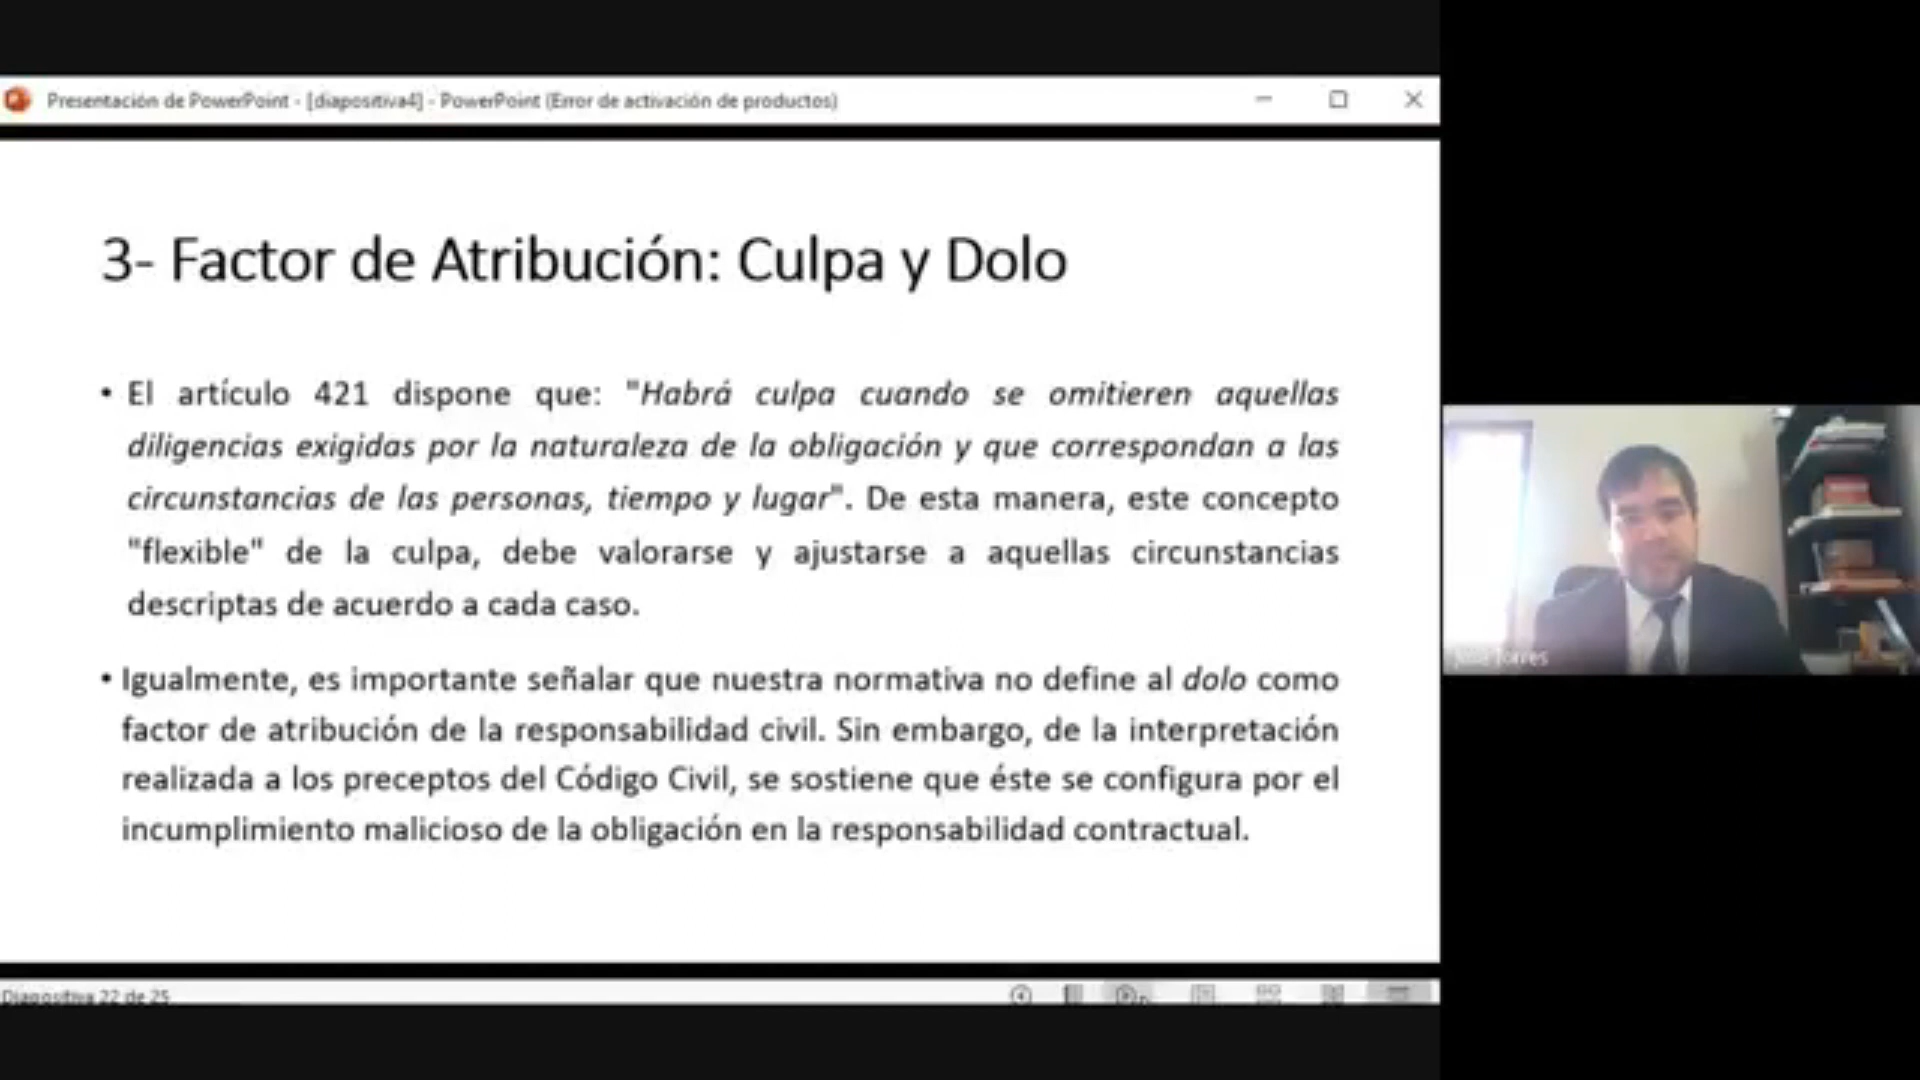 Presentación de PowerPoint - [diapositiva4] - PowerPoint (Error de activación de productos)
3- Factor de Atribución: Culpa y Dolo
• El artículo 421 dispone que: "Habrá culpa cuando se omitieren aquellas
diligencias exigidas por la naturaleza de la obligación y que correspondan a las
circunstancias de las personas, tiempo y lugar". De esta manera, este concepto
"flexible" de la culpa, debe valorarse y ajustarse a aquellas circunstancias
descriptas de acuerdo a cada caso.
• Igualmente, es importante señalar que nuestra normativa no define al dolo como
factor de atribución de la responsabilidad civil. Sin embargo, de la interpretación
realizada a los preceptos del Código Civil, se sostiene que éste se configura por el
incumplimiento malicioso de la obligación en la responsabilidad contractual.
Torres
Diapositiva 22 de 25